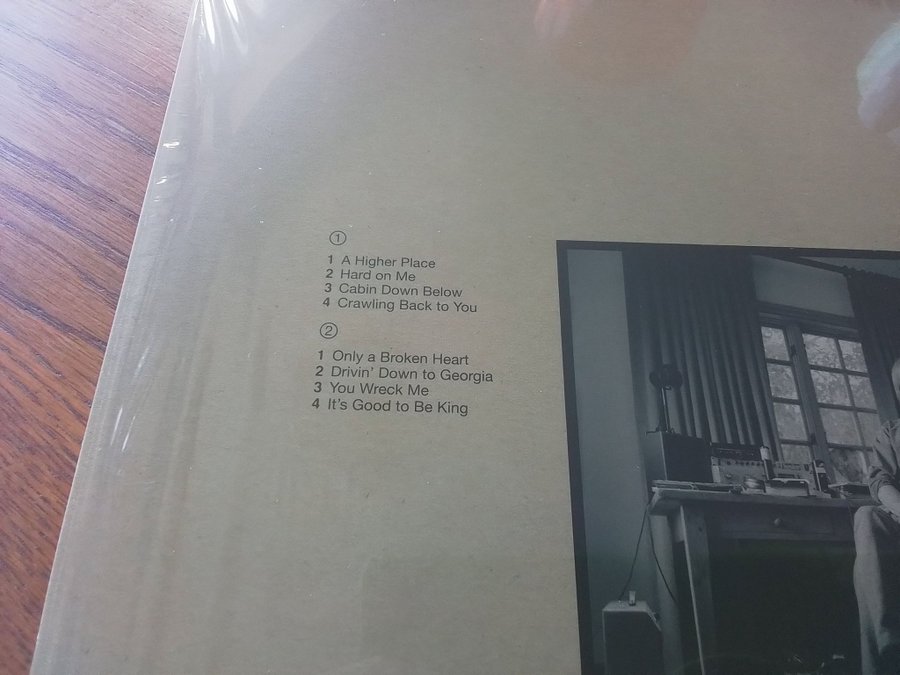 ①
1 A Higher Place
2 Hard on Me
3 Cabin Down Below
4 Crawling Back to You
②
1 Only a Broken Heart
2 Drivin’ Down to Georgia
3 You Wreck Me
4 It’s Good to Be King